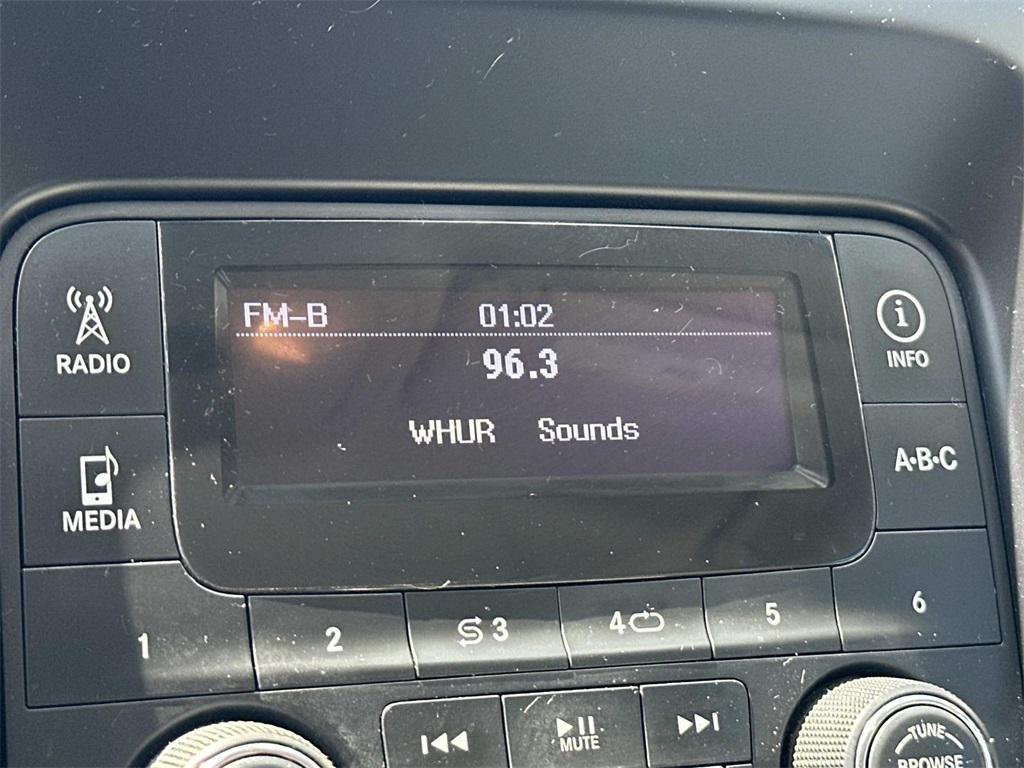 FM-B 01:02
96.3
WHUR Sounds
RADIO
MEDIA
INFO
A·B·C
1 2 3 4 5 6
MUTE
TUNE
BROWSE